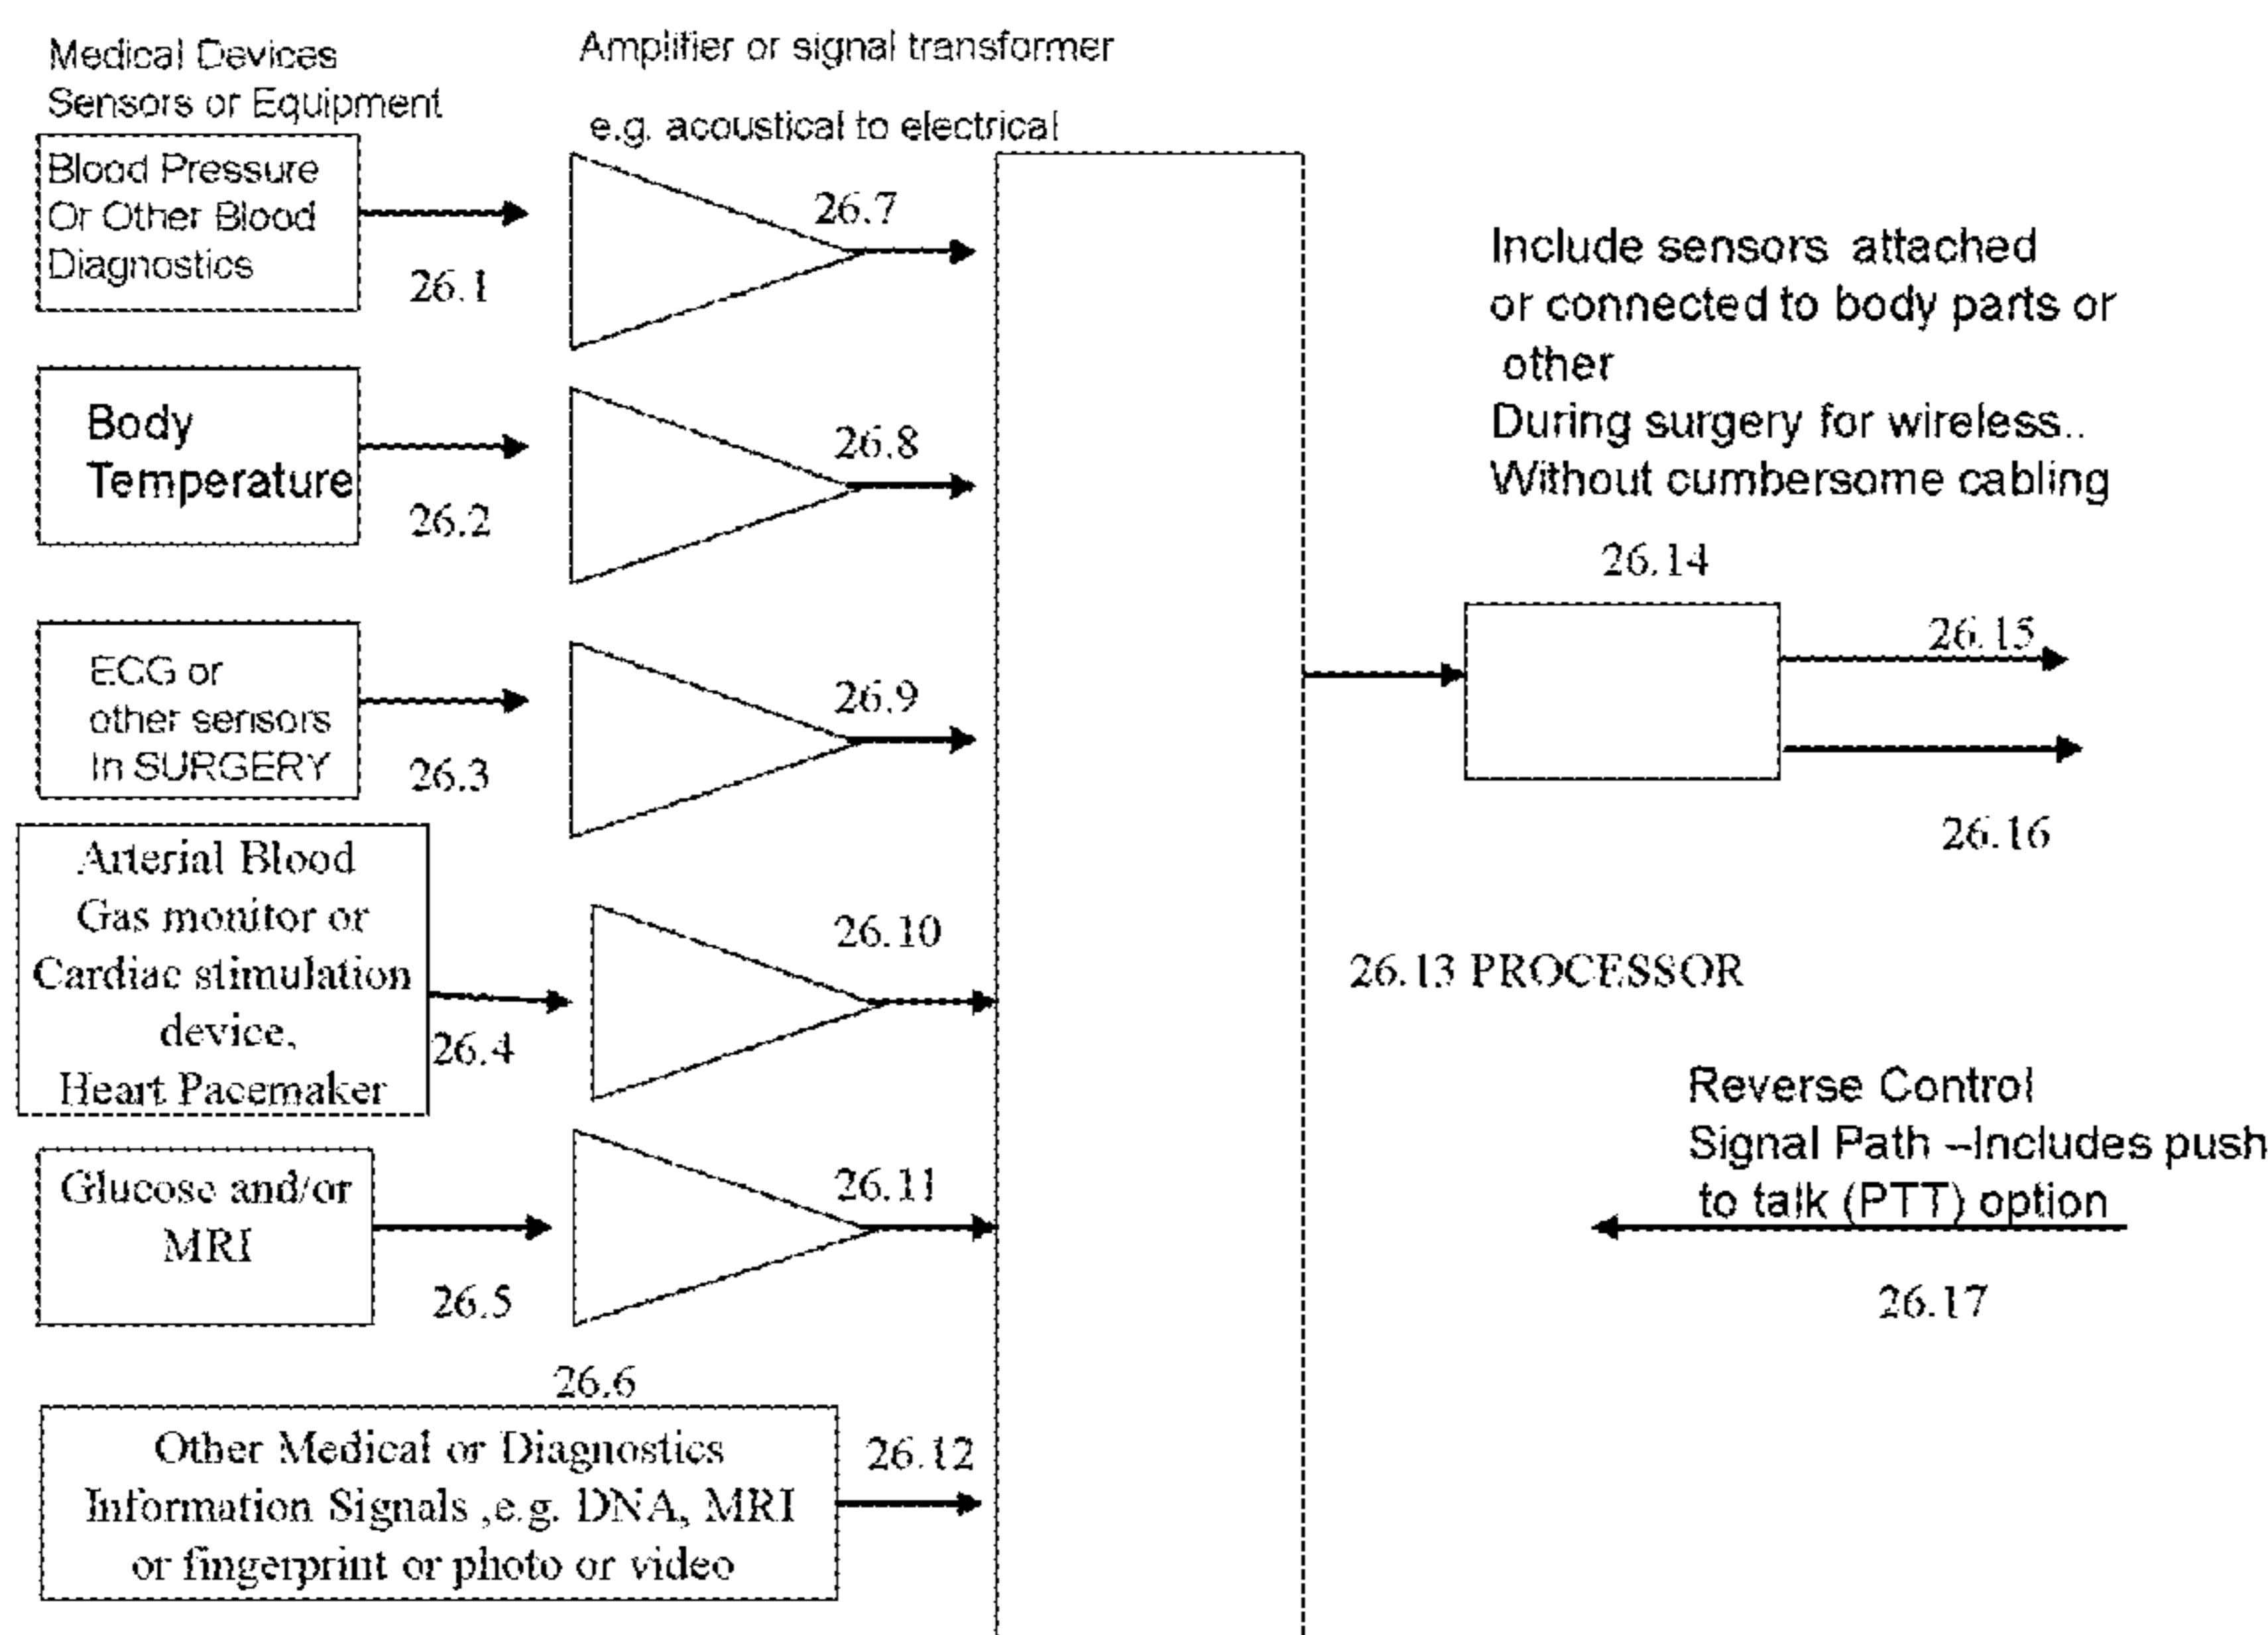 Medical Devices
Sensors or Equipment
Amplifier or signal transformer
e.g. acoustical to electrical
Blood Pressure
Or Other Blood
Diagnostics
26.1
26.7
Body
Temperature
26.2
26.8
ECG or
other sensors
In SURGERY
26.3
26.9
Arterial Blood
Gas monitor or
Cardiac stimulation
device,
Heart Pacemaker
26.4
26.10
Glucose and/or
MRI
26.5
26.11
26.6
Other Medical or Diagnostics
Information Signals ,e.g. DNA, MRI
or fingerprint or photo or video
26.12
Include sensors attached
or connected to body parts or
other
During surgery for wireless..
Without cumbersome cabling
26.14
26.15
26.16
26.13 PROCESSOR
Reverse Control
Signal Path –Includes push
to talk (PTT) option
26.17